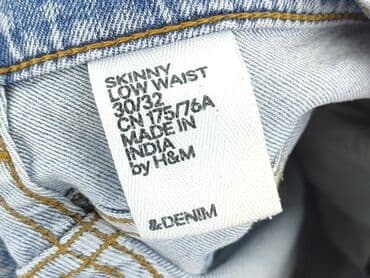 SKINNY
LOW WAIST
30/32
CN 175/76A
MADE IN
INDIA
by H&M
&DENIM